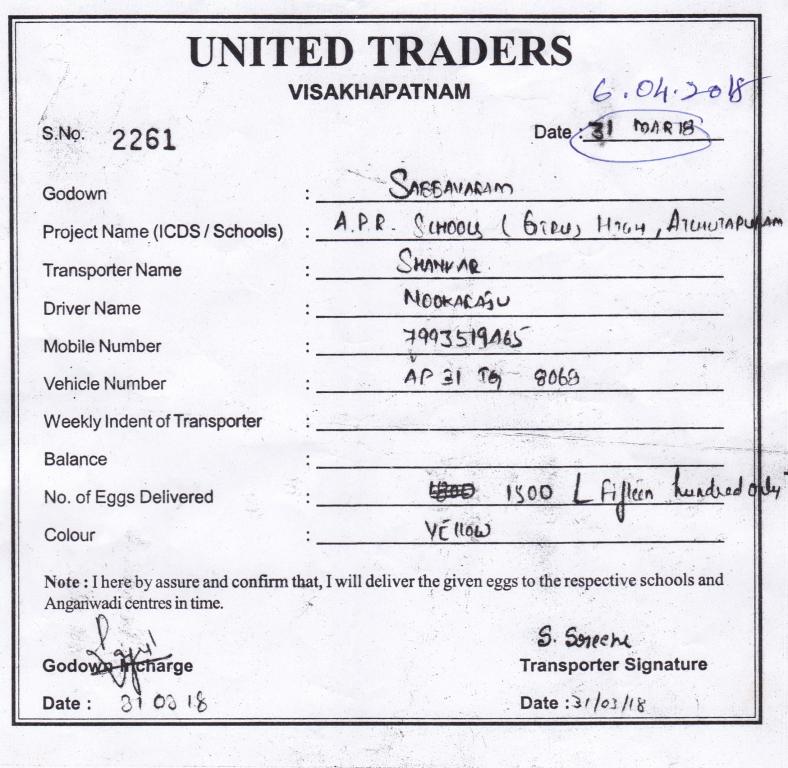 UNITED TRADERS
VISAKHAPATNAM
6.04.2018
S.No. 2261 Date : 31 MAR 18
Godown : SABBAVARAM
Project Name (ICDS / Schools) : A.P.R. SCHOOLS (GIRLS) HIGH, ATCHUTAPURAM
Transporter Name : SHANKAR
Driver Name : NOOKARAJU
Mobile Number : 7993519465
Vehicle Number : AP 31 TG 8068
Weekly Indent of Transporter :
Balance :
No. of Eggs Delivered : 1500 ( Fifteen hundred only
Colour : YEllow
Note : I here by assure and confirm that, I will deliver the given eggs to the respective schools and
Anganwadi centres in time.
S. Sreenu
Godown Incharge Transporter Signature
Date : 31 03 18 Date : 31/03/18